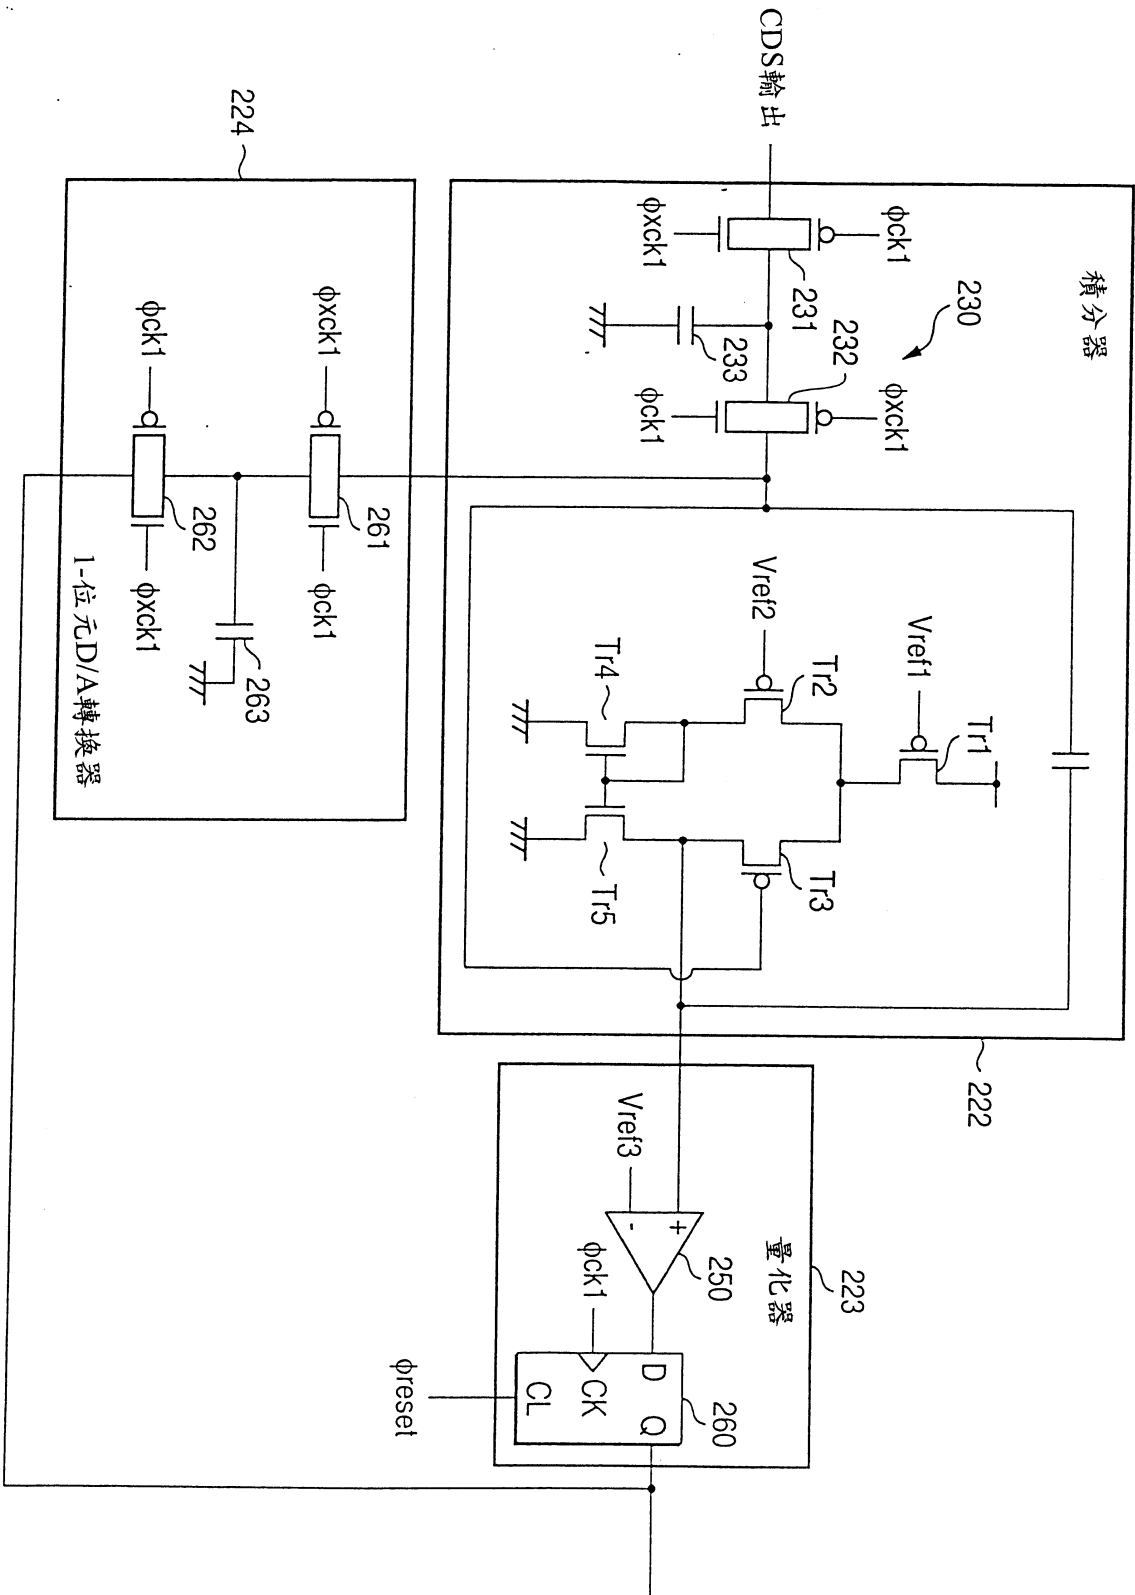 CDS輸出
積分器
230
ϕck1
ϕxck1
231
233
232
ϕxck1
ϕck1
Vref1
Tr1
Vref2
Tr2
Tr3
Tr4
Tr5
222
224
ϕxck1
ϕck1
261
ϕck1
ϕxck1
262
263
1-位元D/A轉換器
223
量化器
Vref3
+
-
250
ϕck1
D
Q
CK
CL
260
ϕreset